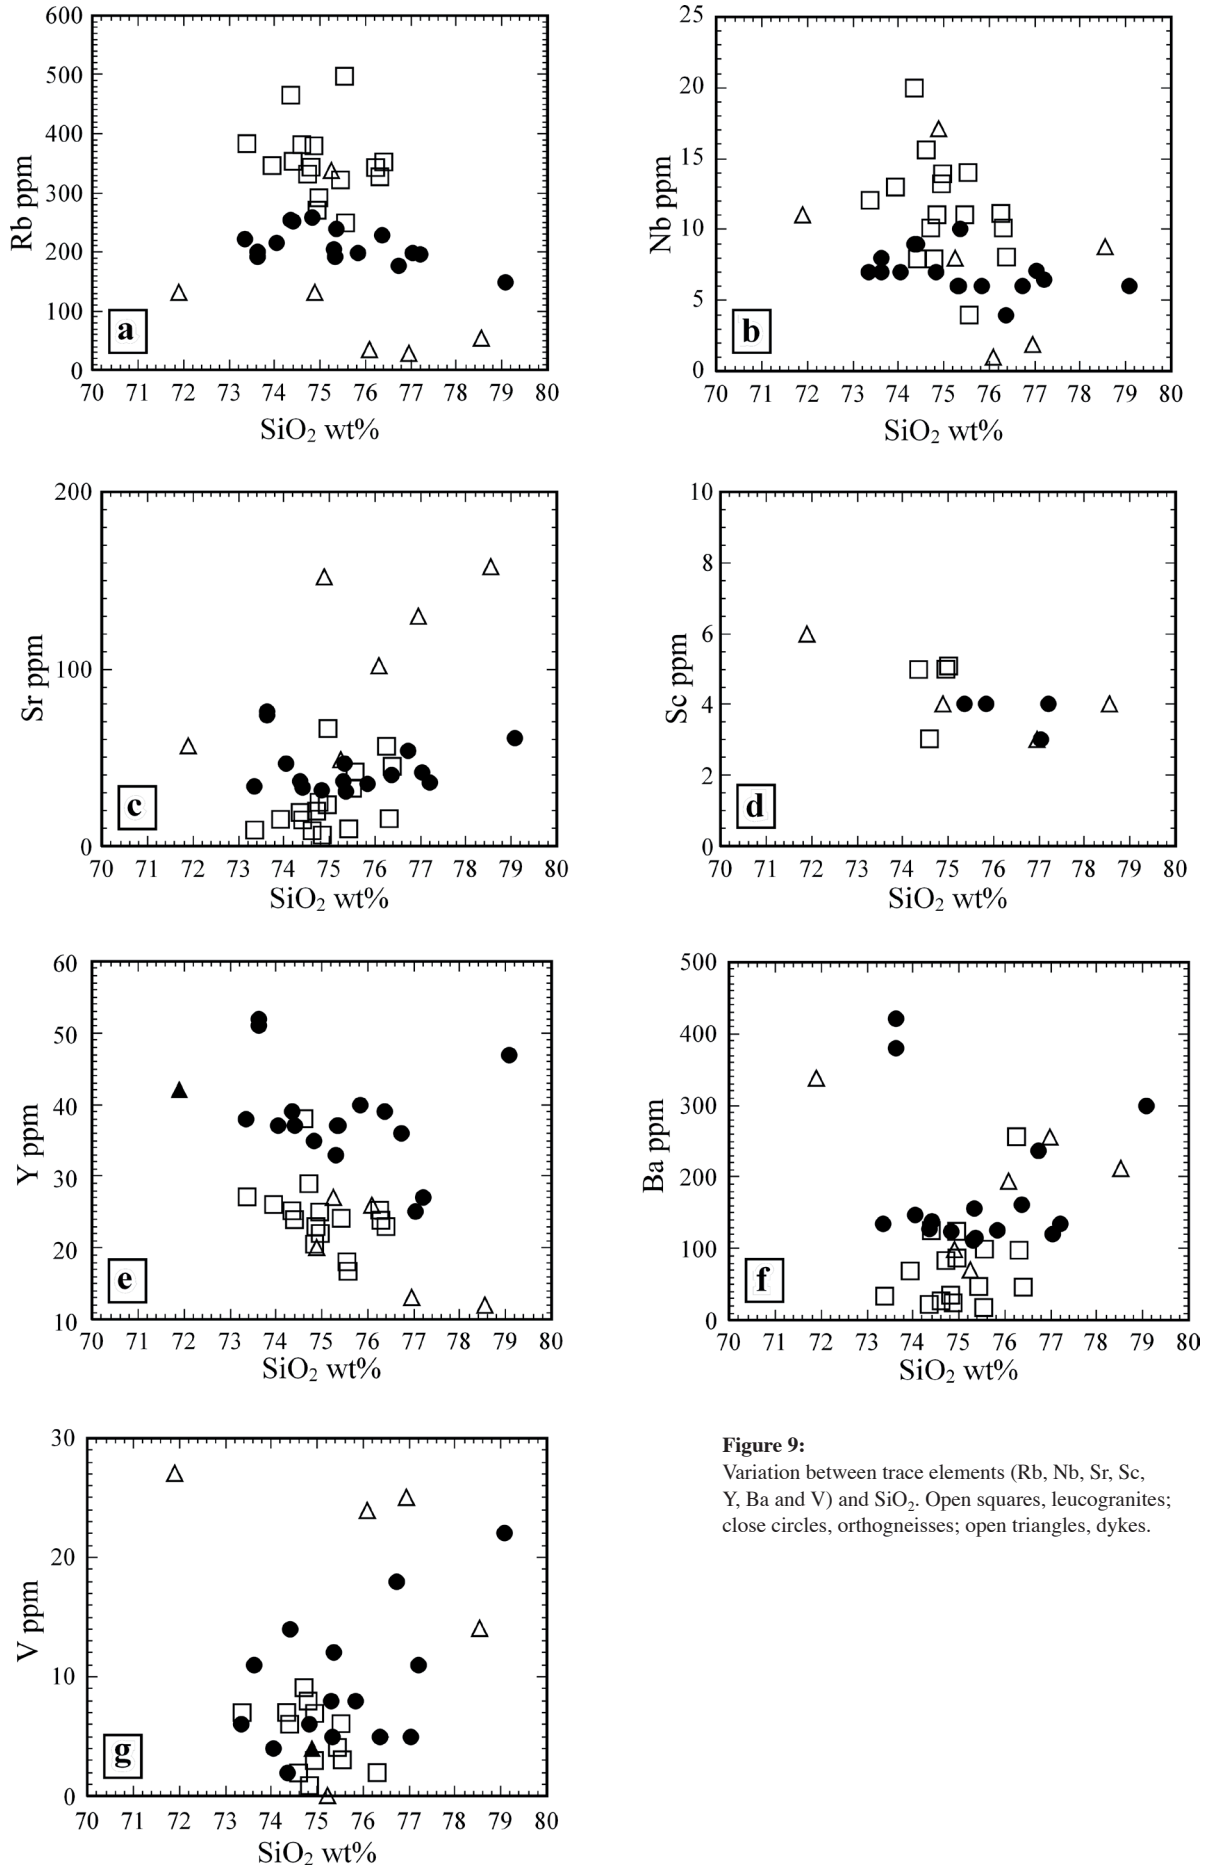 600
500
400
300
200
100
0
Rb ppm
a
70 71 72 73 74 75 76 77 78 79 80
SiO₂ wt%
25
20
15
10
5
0
Nb ppm
b
70 71 72 73 74 75 76 77 78 79 80
SiO₂ wt%
200
100
0
Sr ppm
c
70 71 72 73 74 75 76 77 78 79 80
SiO₂ wt%
10
8
6
4
2
0
Sc ppm
d
70 71 72 73 74 75 76 77 78 79 80
SiO₂ wt%
60
50
40
30
20
10
Y ppm
e
70 71 72 73 74 75 76 77 78 79 80
SiO₂ wt%
500
400
300
200
100
0
Ba ppm
f
70 71 72 73 74 75 76 77 78 79 80
SiO₂ wt%
30
20
10
0
V ppm
g
70 71 72 73 74 75 76 77 78 79 80
SiO₂ wt%
Figure 9:
Variation between trace elements (Rb, Nb, Sr, Sc,
Y, Ba and V) and SiO₂. Open squares, leucogranites;
close circles, orthogneisses; open triangles, dykes.